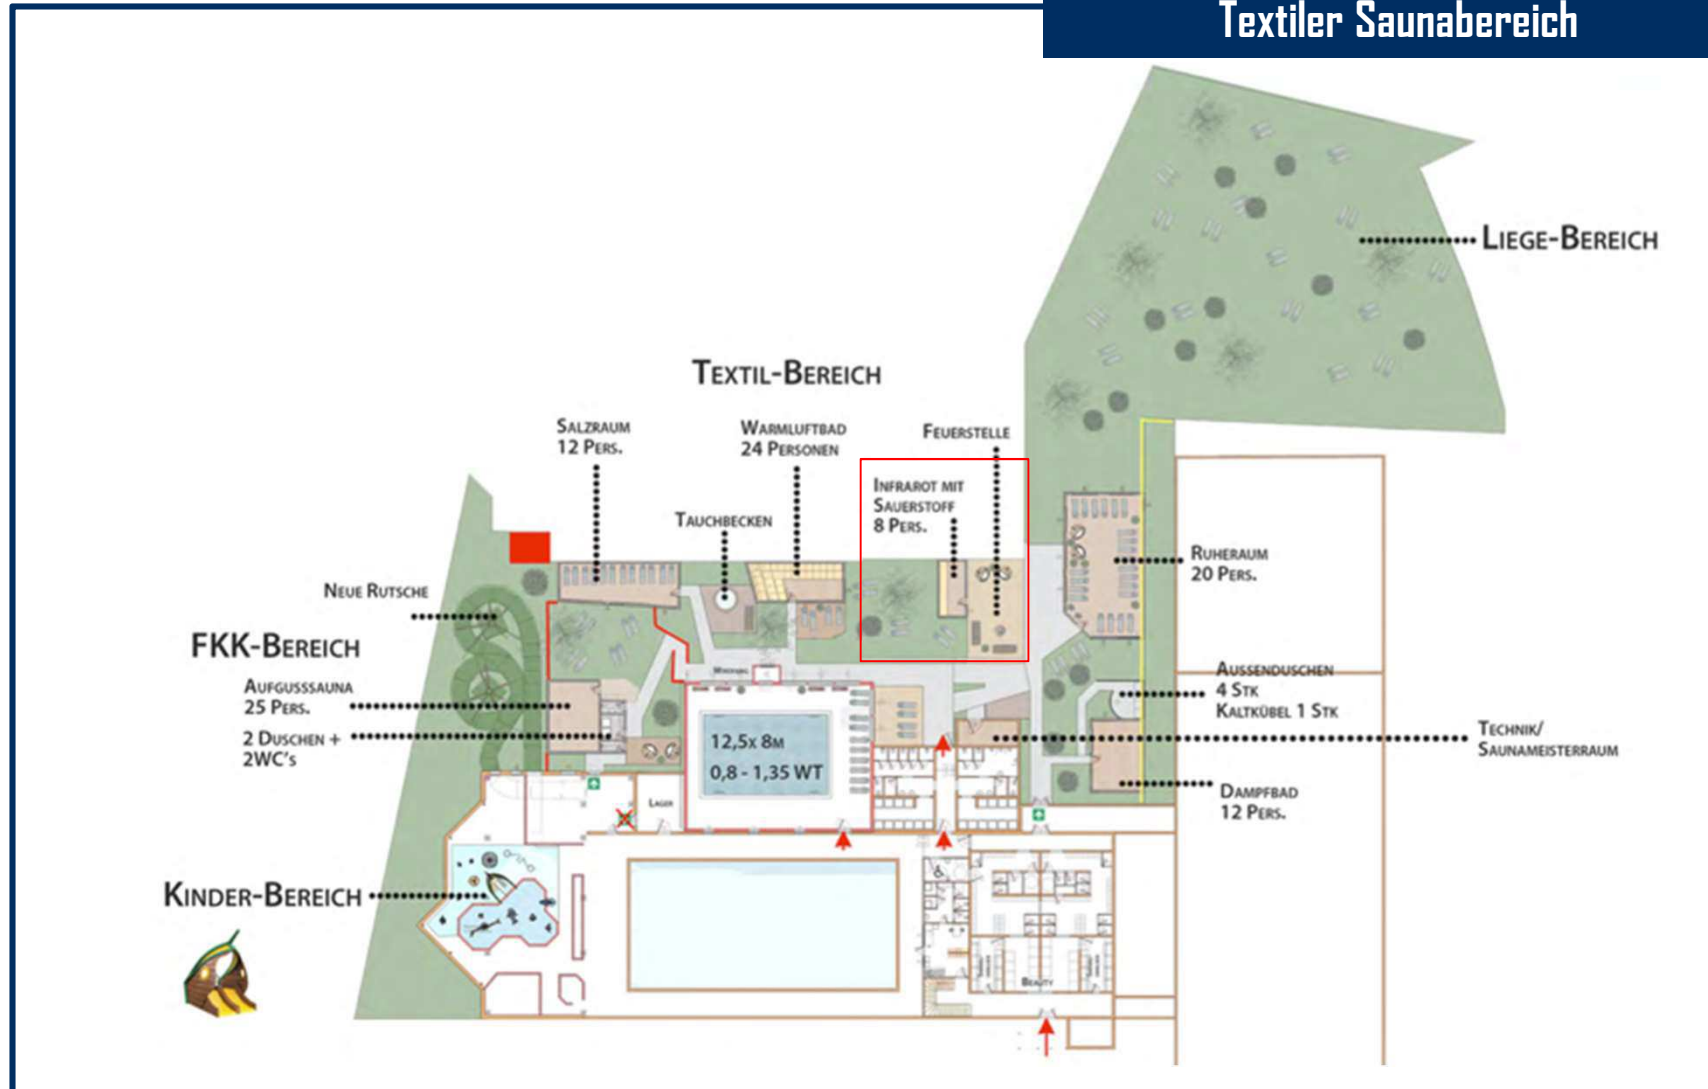 Textiler Saunabereich
Liege-Bereich
Textil-Bereich
Salzraum
12 Pers.
Warmluftbad
24 Personen
Feuerstelle
Infrarot mit
Sauerstoff
8 Pers.
Tauchbecken
Ruheraum
20 Pers.
Neue Rutsche
FKK-Bereich
Aufgusssauna
25 Pers.
2 Duschen +
2WC's
Windfang
Aussenduschen
4 Stk
Kaltkübel 1 Stk
12,5x 8m
0,8 - 1,35 WT
Technik/
Saunameisterraum
Dampfbad
12 Pers.
Lager
Kinder-Bereich
Beauty